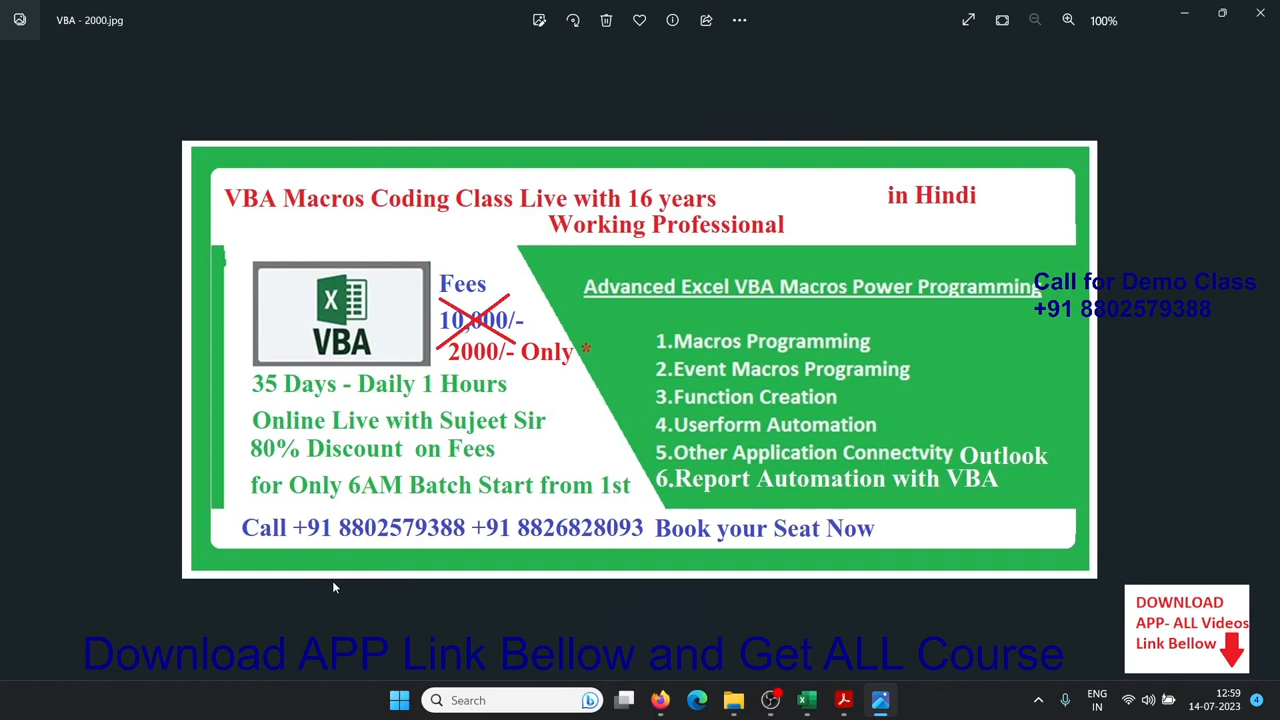 VBA - 2000.jpg
100%
VBA Macros Coding Class Live with 16 years
in Hindi
Working Professional
VBA
Fees
10,000/-
2000/- Only *
35 Days - Daily 1 Hours
Online Live with Sujeet Sir
80% Discount on Fees
for Only 6AM Batch Start from 1st
Advanced Excel VBA Macros Power Programming
1.Macros Programming
2.Event Macros Programing
3.Function Creation
4.Userform Automation
5.Other Application Connectvity Outlook
6.Report Automation with VBA
Call for Demo Class
+91 8802579388
Call +91 8802579388 +91 8826828093 Book your Seat Now
DOWNLOAD
APP- ALL Videos
Link Bellow
Download APP Link Bellow and Get ALL Course
Search
ENG
IN
12:59
14-07-2023
4